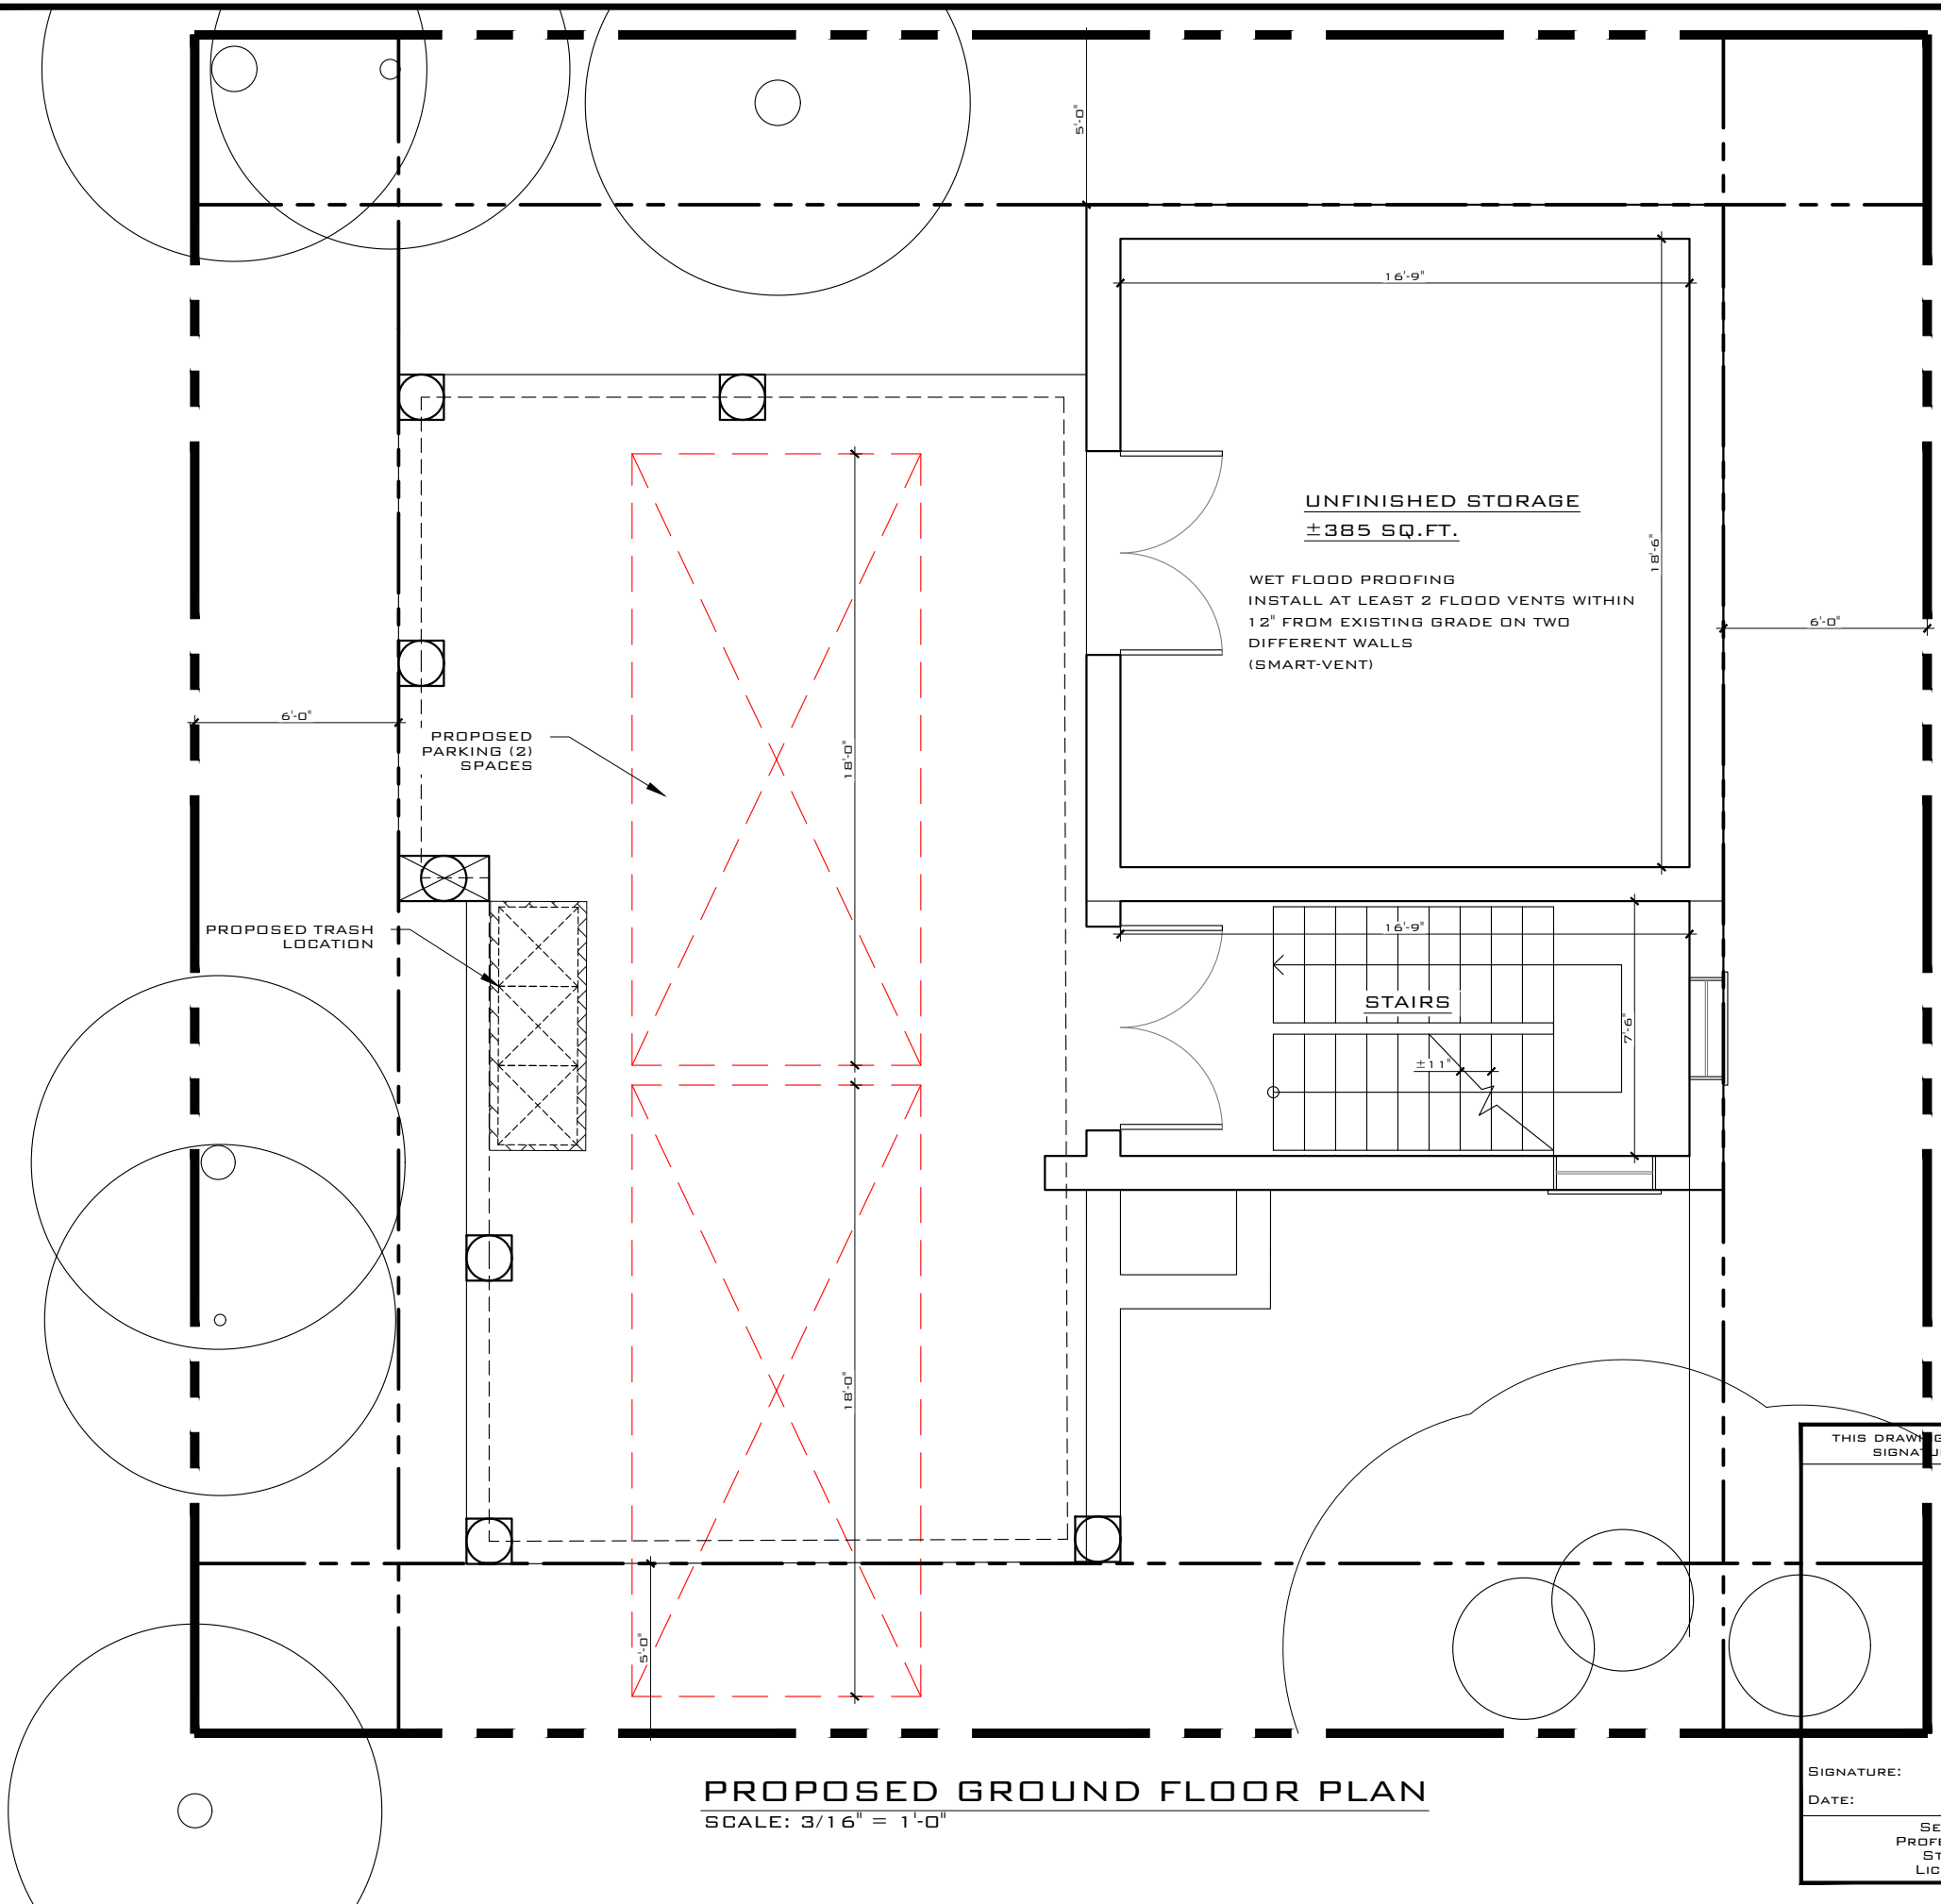 5'-0"
16'-9"
UNFINISHED STORAGE
±385 SQ.FT.
18'-6"
WET FLOOD PROOFING
INSTALL AT LEAST 2 FLOOD VENTS WITHIN
12" FROM EXISTING GRADE ON TWO
DIFFERENT WALLS
(SMART-VENT)
6'-0"
6'-0"
PROPOSED
PARKING (2)
SPACES
18'-0"
PROPOSED TRASH
LOCATION
16'-9"
STAIRS
7'-6"
±11"
18'-0"
THIS DRAWING
5'-0"
PROPOSED GROUND FLOOR PLAN
SCALE: 3/16" = 1'-0"
SIGNATURE:
DATE: